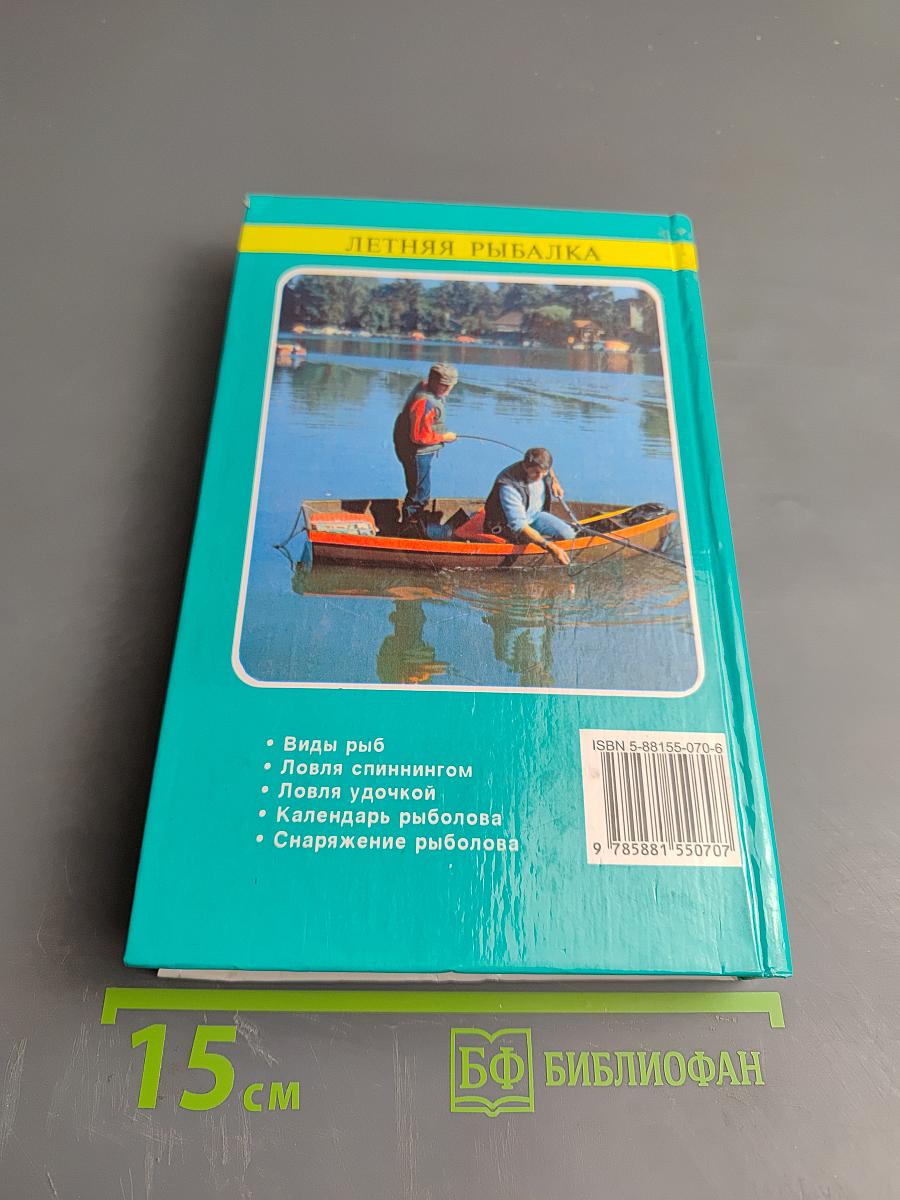 ЛЕТНЯЯ РЫБАЛКА
• Виды рыб
• Ловля спиннингом
• Ловля удочкой
• Календарь рыболова
• Снаряжение рыболова
ISBN 5-88155-070-6
9 785881 550707
15 см
БФ БИБЛИОФАН